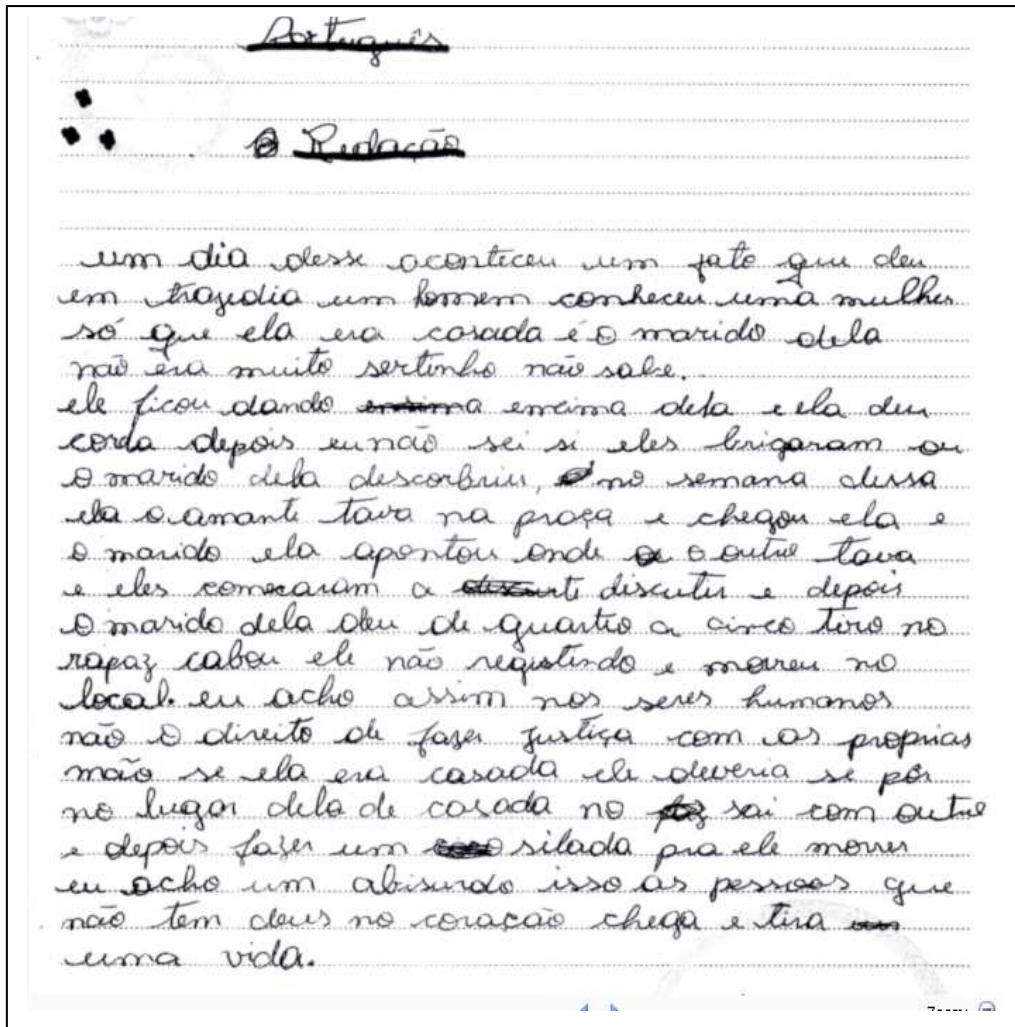 Português
Redação
um dia desse aconteceu um fato que deu
em trajedia um homem conheceu uma mulher
só que ela era casada é o marido dela
não era muito sertinho não sabe.
ele ficou dando encima dela e ela deu
corda depois eu não sei si eles brigaram ou
o marido dela descorbriu, no semana dessa
ela o amante tava na praça e chegou ela e
o marido ela apontou onde o outro tava
e eles comecaram a discutir e depois
o marido dela deu de quartro a cinco tiro no
rapaz cabou ele não registindo e morreu no
local. eu acho assim nos seres humanos
não o direito de fazer justiça com as proprias
mão se ela era casada ele deveria se pôr
no lugar dela de casada no sai com outro
e depois fazer um silada pra ele morrer
eu acho um abisurdo isso as pessoas que
não tem deus no coração chega e tira
uma vida.